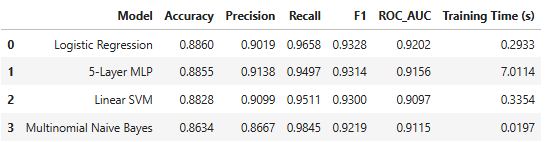 Model Accuracy Precision Recall F1 ROC_AUC Training Time (s)
0 Logistic Regression 0.8860 0.9019 0.9658 0.9328 0.9202 0.2933
1 5-Layer MLP 0.8855 0.9138 0.9497 0.9314 0.9156 7.0114
2 Linear SVM 0.8828 0.9099 0.9511 0.9300 0.9097 0.3354
3 Multinomial Naive Bayes 0.8634 0.8667 0.9845 0.9219 0.9115 0.0197